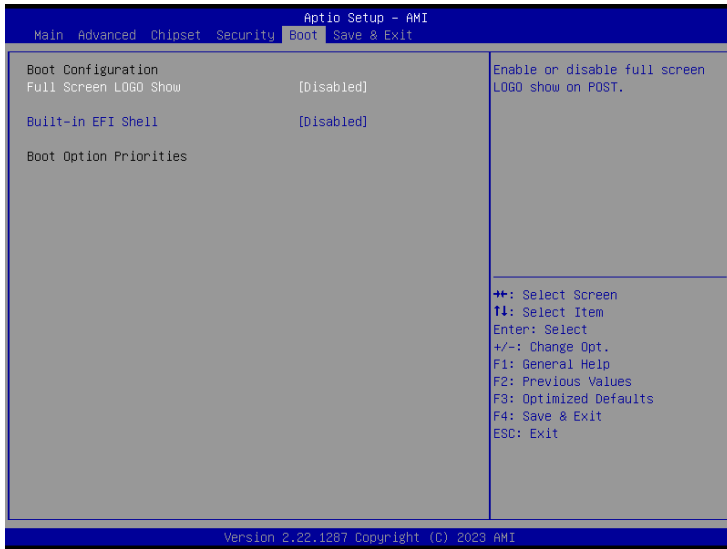 Aptio Setup – AMI
Main Advanced Chipset Security Boot Save & Exit
Boot Configuration
Full Screen LOGO Show [Disabled]
Built-in EFI Shell [Disabled]
Boot Option Priorities
Enable or disable full screen
LOGO show on POST.
→←: Select Screen
↑↓: Select Item
Enter: Select
+/-: Change Opt.
F1: General Help
F2: Previous Values
F3: Optimized Defaults
F4: Save & Exit
ESC: Exit
Version 2.22.1287 Copyright (C) 2023 AMI